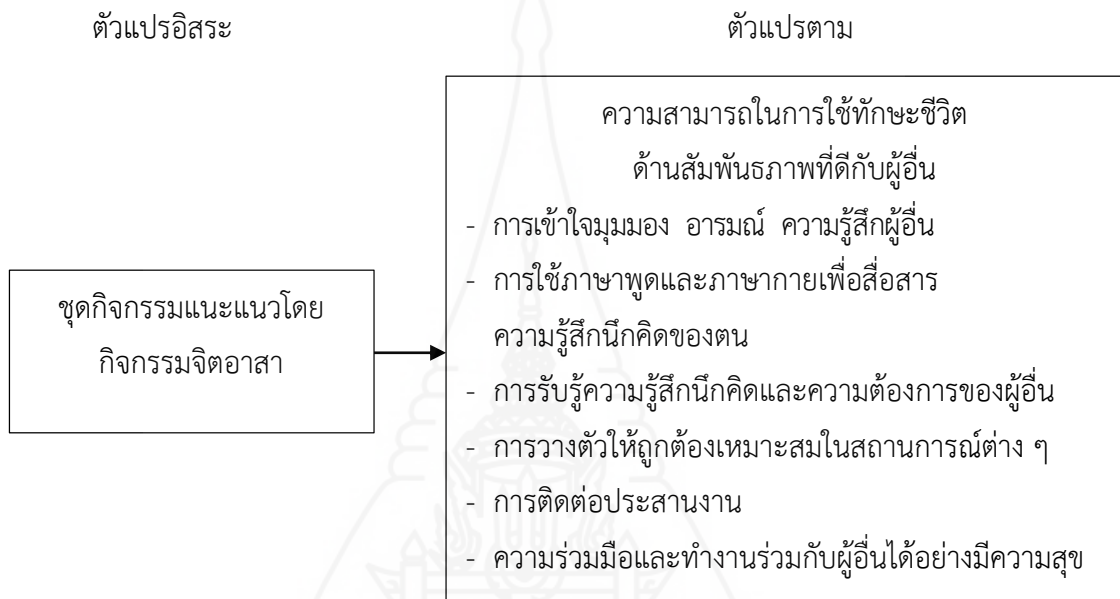 ตัวแปรอิสระ
ตัวแปรตาม
ชุดกิจกรรมแนะแนวโดย
กิจกรรมจิตอาสา
ความสามารถในการใช้ทักษะชีวิต
ด้านสัมพันธภาพที่ดีกับผู้อื่น
- การเข้าใจมุมมอง อารมณ์ ความรู้สึกผู้อื่น
- การใช้ภาษาพูดและภาษากายเพื่อสื่อสาร
ความรู้สึกนึกคิดของตน
- การรับรู้ความรู้สึกนึกคิดและความต้องการของผู้อื่น
- การวางตัวให้ถูกต้องเหมาะสมในสถานการณ์ต่าง ๆ
- การติดต่อประสานงาน
- ความร่วมมือและทำงานร่วมกับผู้อื่นได้อย่างมีความสุข